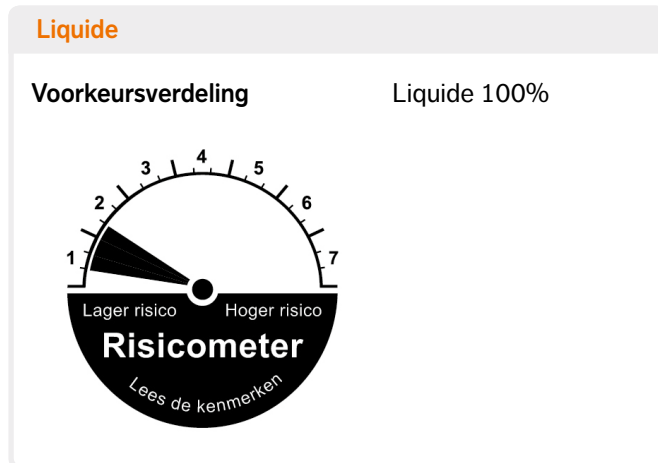 Liquide
Voorkeursverdeling Liquide 100%
1 2 3 4 5 6 7
Lager risico Hoger risico
Risicometer
Lees de kenmerken